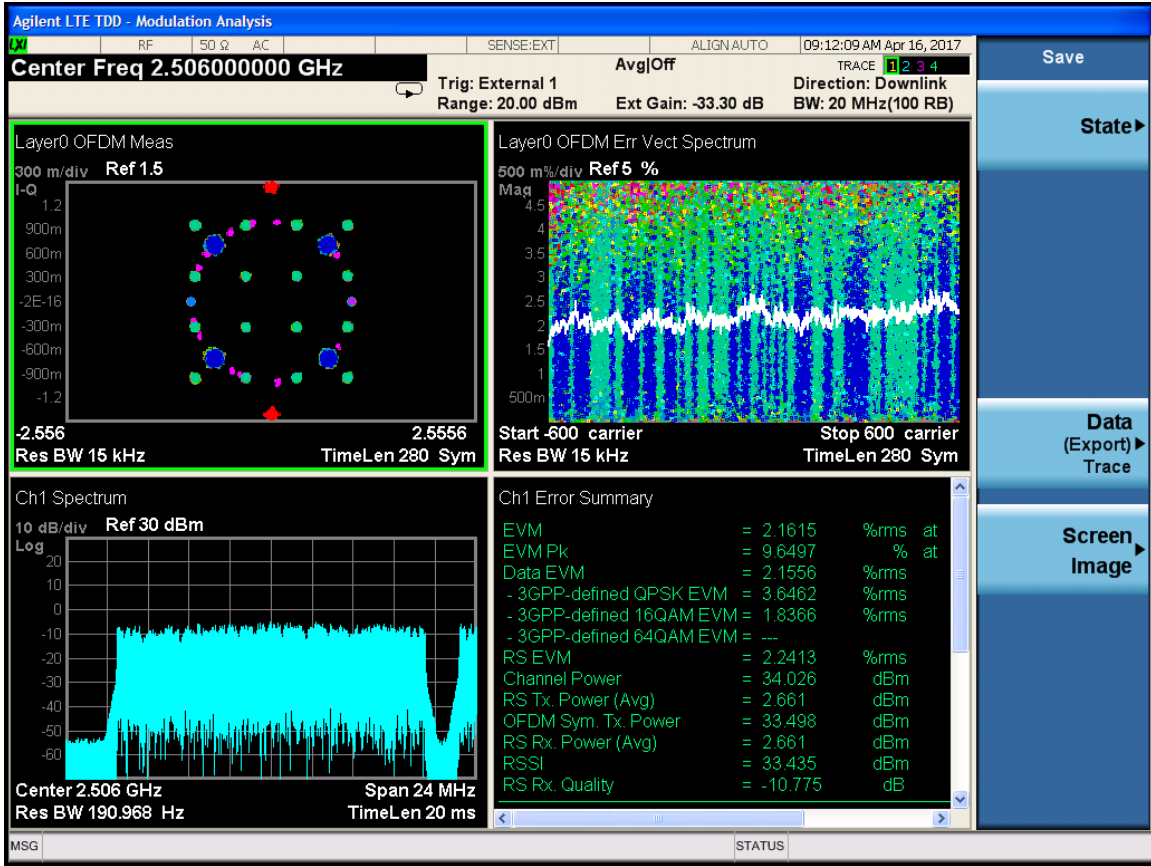 Agilent LTE TDD - Modulation Analysis
LXI RF 50 Ω AC SENSE:EXT ALIGN AUTO 09:12:09 AM Apr 16, 2017
Center Freq 2.506000000 GHz
Avg|Off
TRACE 1 2 3 4
Trig: External 1
Direction: Downlink
Range: 20.00 dBm Ext Gain: -33.30 dB BW: 20 MHz(100 RB)
Layer0 OFDM Meas
300 m/div Ref 1.5
I-Q
1.2
900m
600m
300m
-2E-16
-300m
-600m
-900m
-1.2
-2.556 2.5556
Res BW 15 kHz TimeLen 280 Sym
Layer0 OFDM Err Vect Spectrum
500 m%/div Ref 5 %
Mag
4.5
4
3.5
3
2.5
2
1.5
1
500m
Start -600 carrier Stop 600 carrier
Res BW 15 kHz TimeLen 280 Sym
Ch1 Spectrum
10 dB/div Ref 30 dBm
Log
20
10
0
-10
-20
-30
-40
-50
-60
Center 2.506 GHz Span 24 MHz
Res BW 190.968 Hz TimeLen 20 ms
Ch1 Error Summary
EVM = 2.1615 %rms at
EVM Pk = 9.6497 % at
Data EVM = 2.1556 %rms
- 3GPP-defined QPSK EVM = 3.6462 %rms
- 3GPP-defined 16QAM EVM = 1.8366 %rms
- 3GPP-defined 64QAM EVM = ---
RS EVM = 2.2413 %rms
Channel Power = 34.026 dBm
RS Tx. Power (Avg) = 2.661 dBm
OFDM Sym. Tx. Power = 33.498 dBm
RS Rx. Power (Avg) = 2.661 dBm
RSSI = 33.435 dBm
RS Rx. Quality = -10.775 dB
Save
State
Data
(Export)
Trace
Screen
Image
MSG STATUS